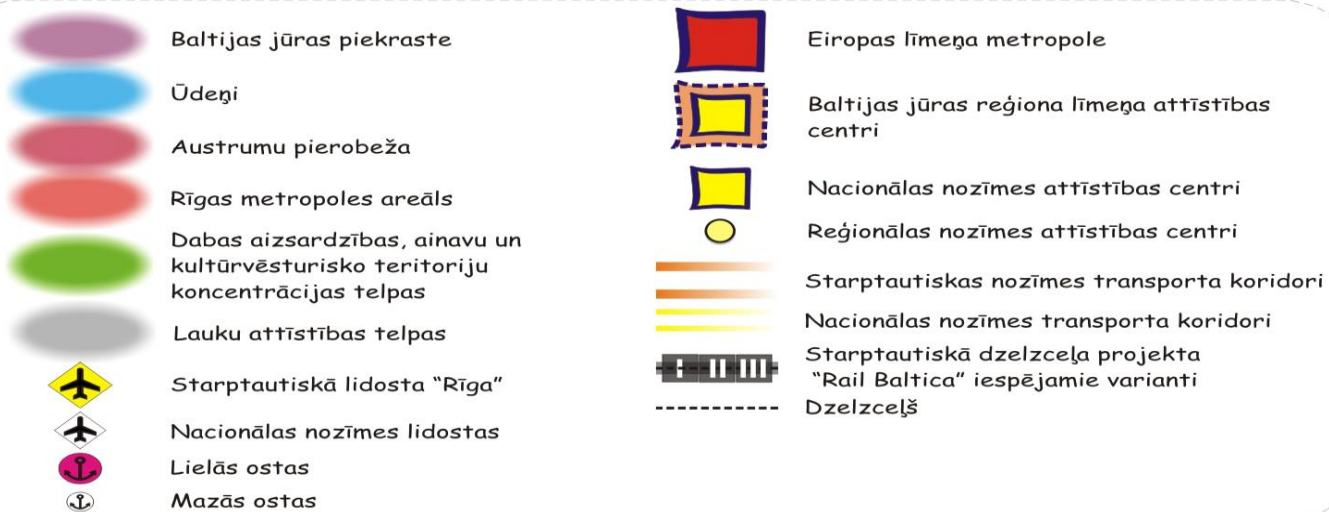 Baltijas jūras piekraste
Ūdeņi
Austrumu pierobeža
Rīgas metropoles areāls
Dabas aizsardzības, ainavu un
kultūrvēsturisko teritoriju
koncentrācijas telpas
Lauku attīstības telpas
Starptautiskā lidosta “Rīga”
Nacionālas nozīmes lidostas
Lielās ostas
Mazās ostas
Eiropas līmeņa metropole
Baltijas jūras reģiona līmeņa attīstības
centri
Nacionālas nozīmes attīstības centri
Reģionālas nozīmes attīstības centri
Starptautiskas nozīmes transporta koridori
Nacionālas nozīmes transporta koridori
I II III
Starptautiskā dzelzceļa projekta
“Rail Baltica” iespējamie varianti
Dzelzceļš